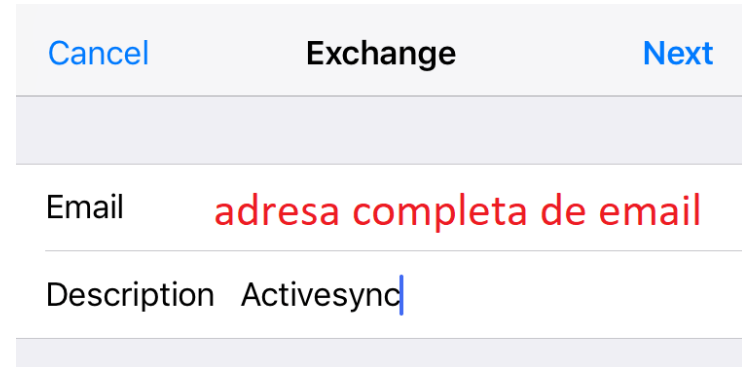 Cancel Exchange Next
Email adresa completa de email
Description Activesync